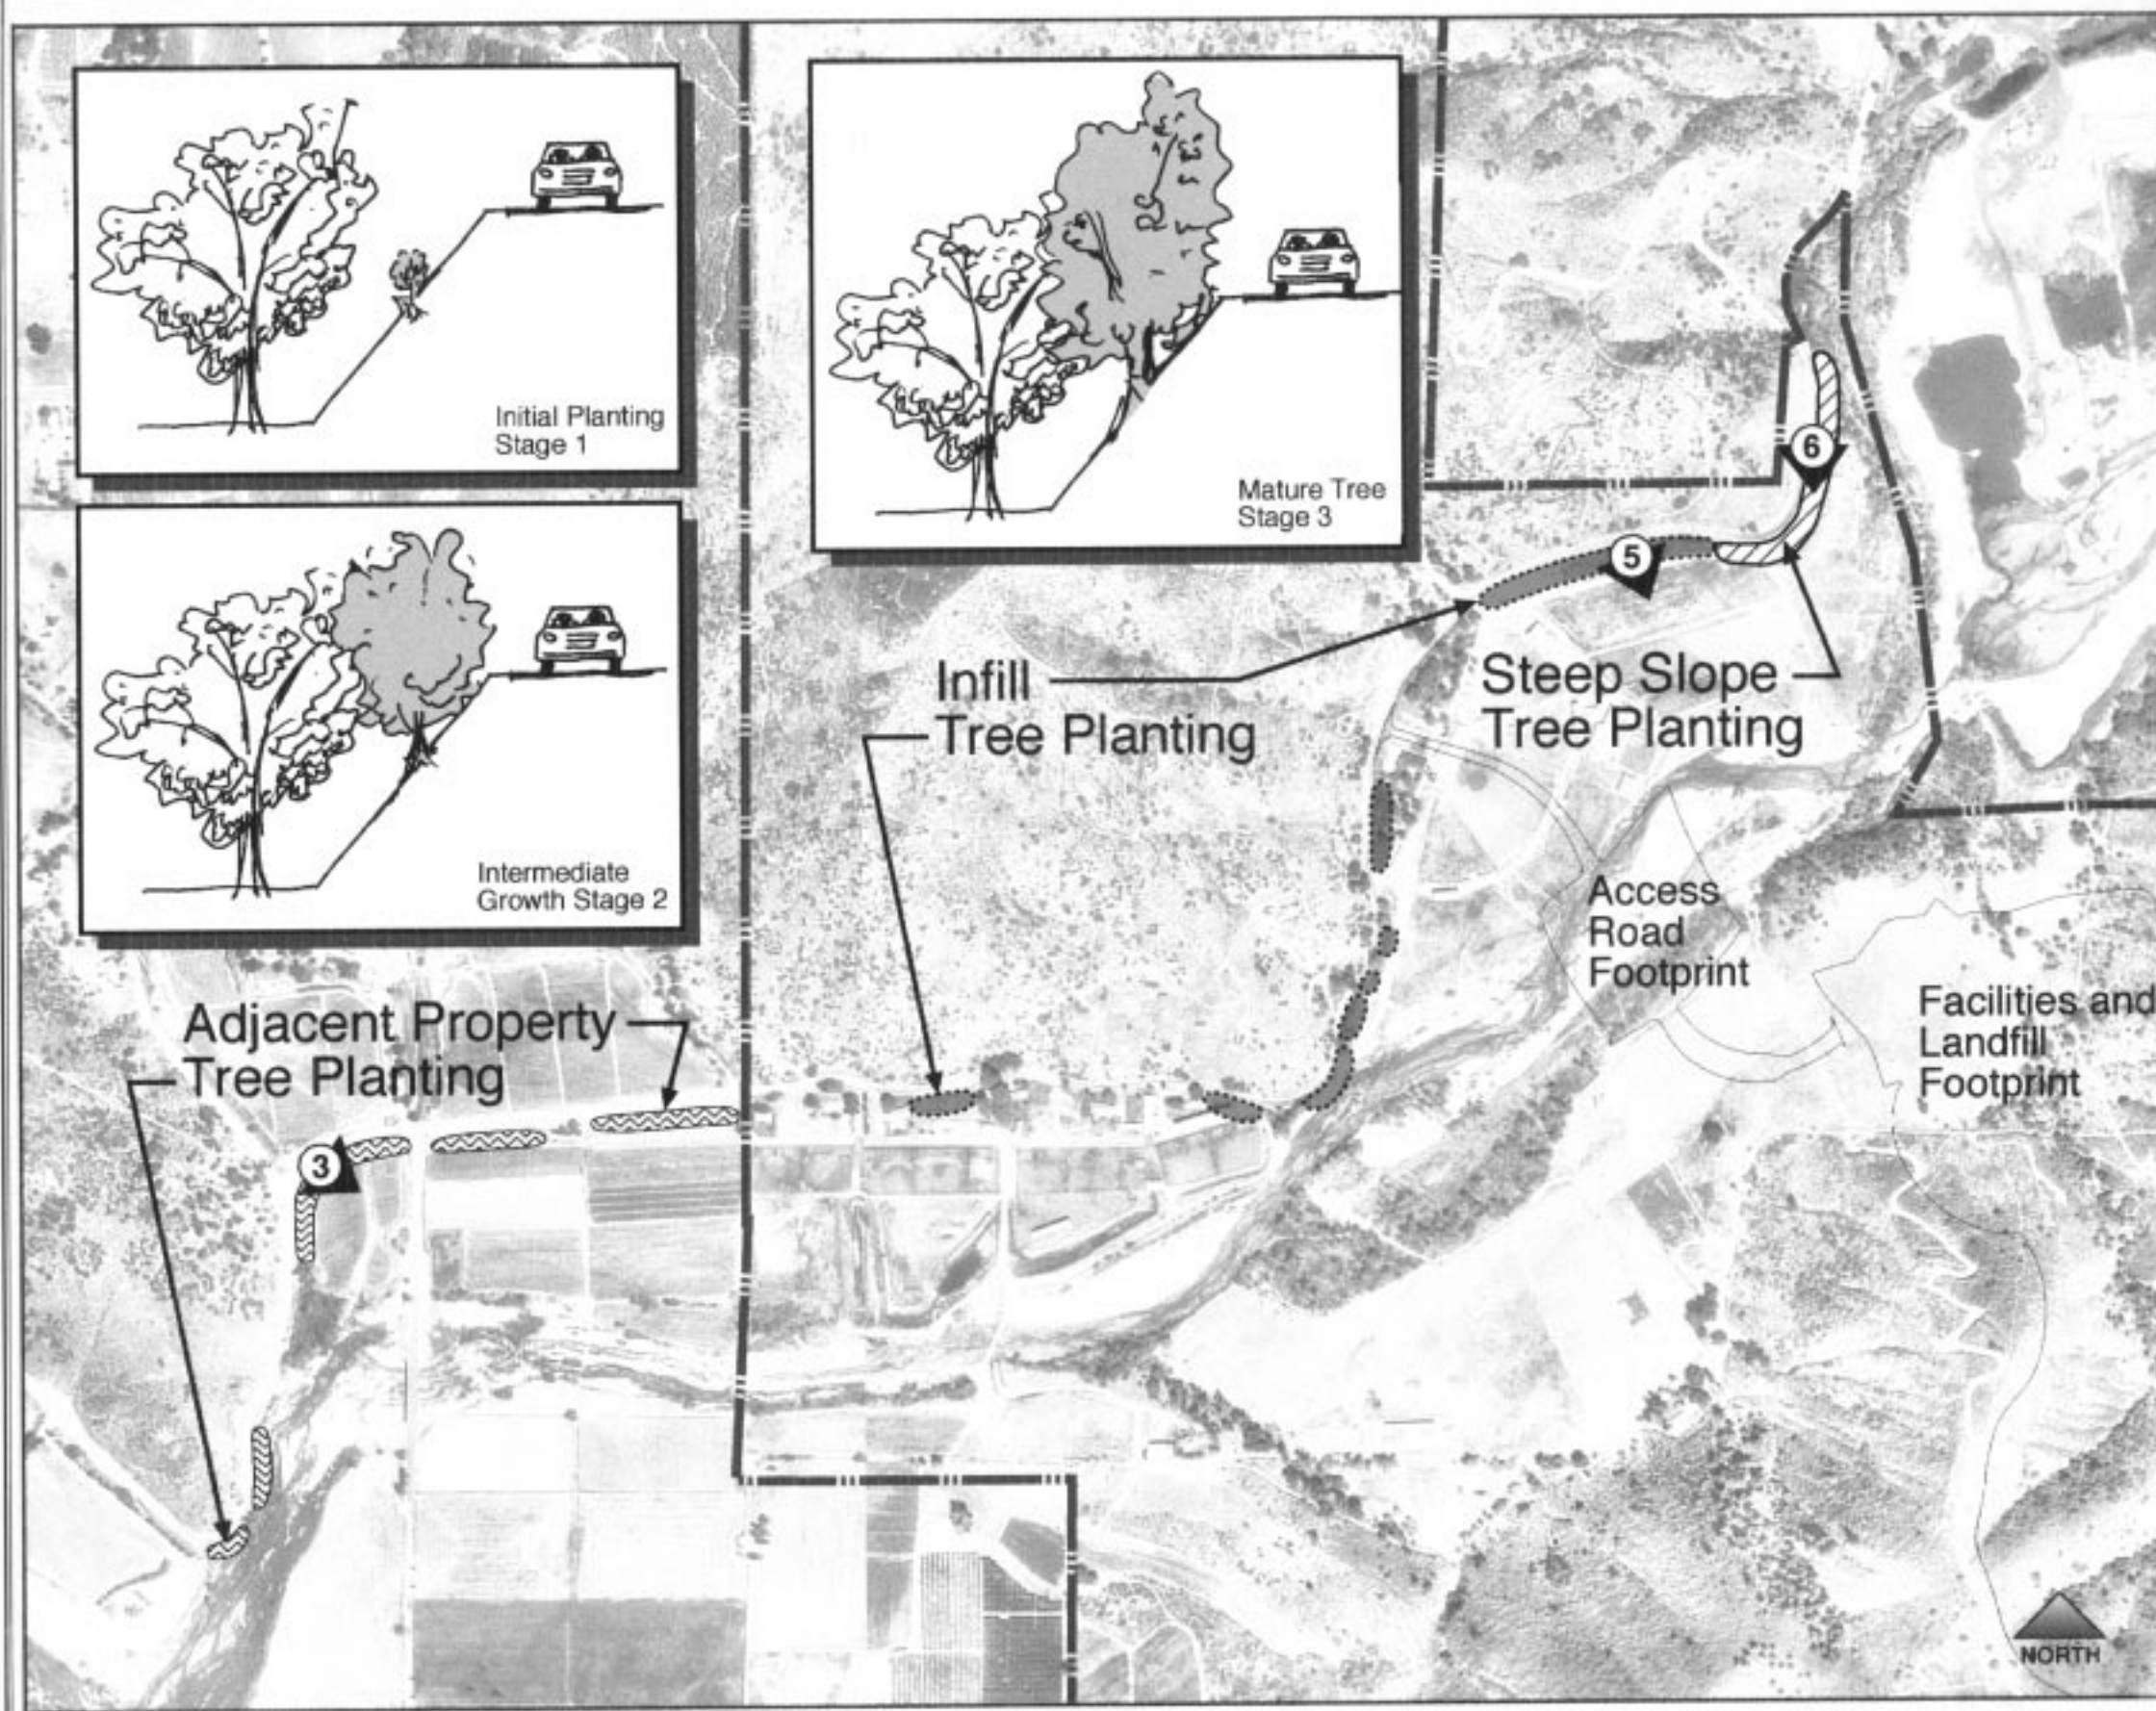 Initial Planting
Stage 1
Mature Tree
Stage 3
Intermediate
Growth Stage 2
6
5
Infill
Tree Planting
Steep Slope
Tree Planting
Access
Road
Footprint
Facilities and
Landfill
Footprint
Adjacent Property
Tree Planting
3
NORTH